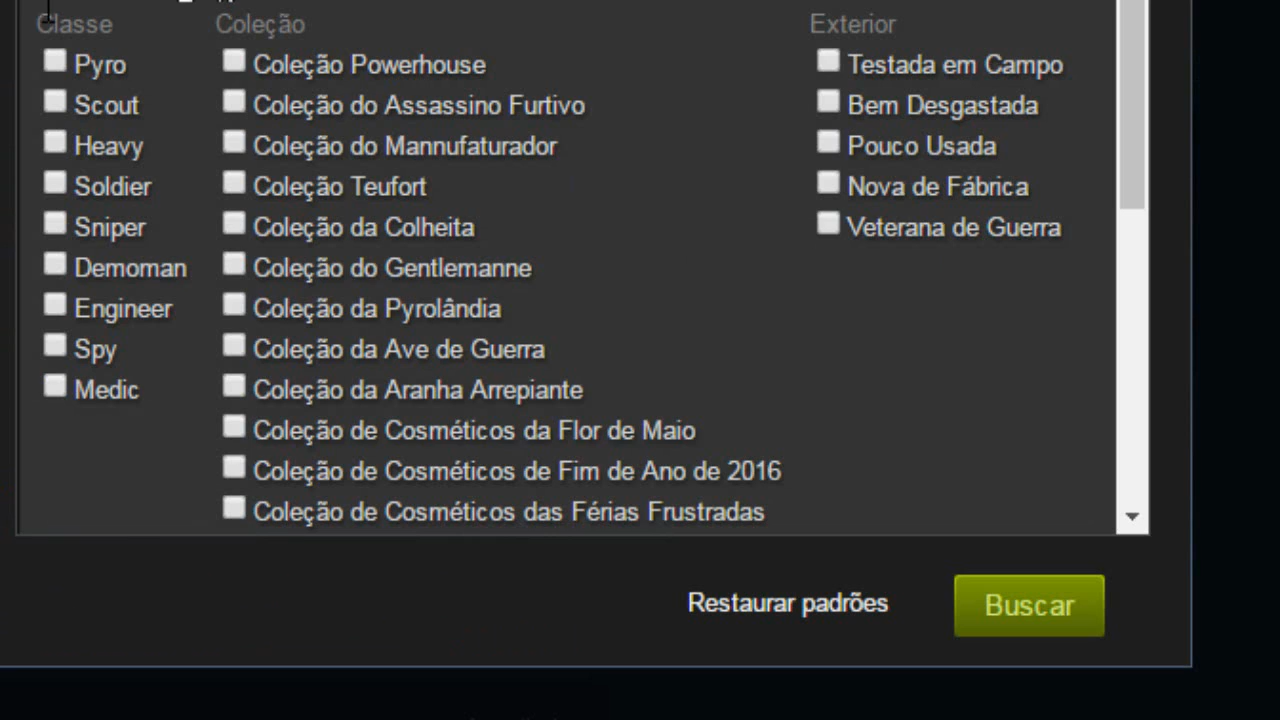 Classe
Pyro
Scout
Heavy
Soldier
Sniper
Demoman
Engineer
Spy
Medic
Coleção
Coleção Powerhouse
Coleção do Assassino Furtivo
Coleção do Mannufaturador
Coleção Teufort
Coleção da Colheita
Coleção do Gentlemanne
Coleção da Pyrolândia
Coleção da Ave de Guerra
Coleção da Aranha Arrepiante
Coleção de Cosméticos da Flor de Maio
Coleção de Cosméticos de Fim de Ano de 2016
Coleção de Cosméticos das Férias Frustradas
Exterior
Testada em Campo
Bem Desgastada
Pouco Usada
Nova de Fábrica
Veterana de Guerra
Restaurar padrões
Buscar